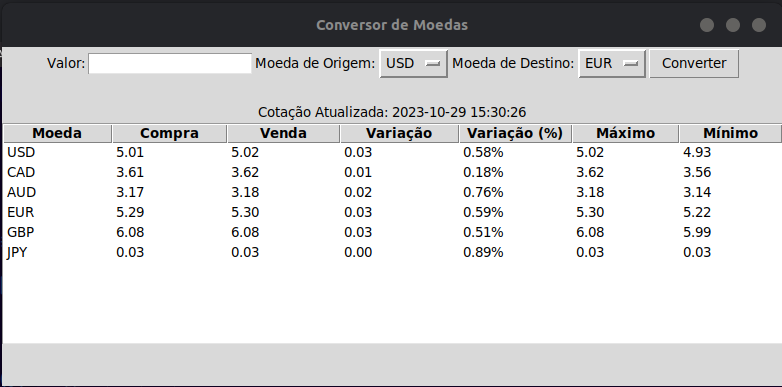 Conversor de Moedas
Valor: Moeda de Origem: USD Moeda de Destino: EUR Converter
Cotação Atualizada: 2023-10-29 15:30:26
Moeda Compra Venda Variação Variação (%) Máximo Mínimo
USD 5.01 5.02 0.03 0.58% 5.02 4.93
CAD 3.61 3.62 0.01 0.18% 3.62 3.56
AUD 3.17 3.18 0.02 0.76% 3.18 3.14
EUR 5.29 5.30 0.03 0.59% 5.30 5.22
GBP 6.08 6.08 0.03 0.51% 6.08 5.99
JPY 0.03 0.03 0.00 0.89% 0.03 0.03